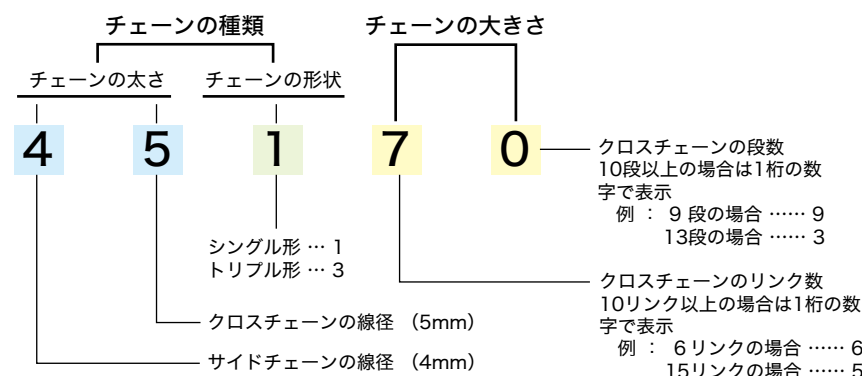 チェーンの種類
チェーンの大きさ
チェーンの太さ
チェーンの形状
4 5 1 7 0
クロスチェーンの段数
10段以上の場合は1桁の数
字で表示
例 : 9 段の場合 …… 9
13段の場合 …… 3
シングル形 … 1
トリプル形 … 3
クロスチェーンのリンク数
10リンク以上の場合は1桁の数
字で表示
例 : 6リンクの場合 …… 6
15リンクの場合 …… 5
クロスチェーンの線径 (5mm)
サイドチェーンの線径 (4mm)